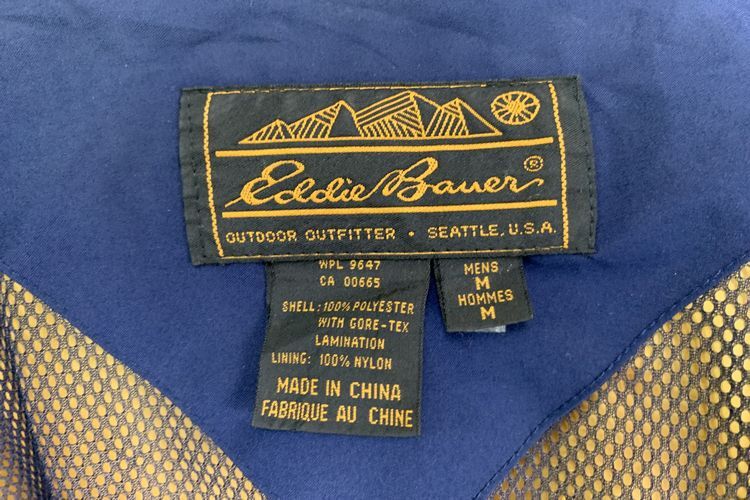 Eddie Bauer®
OUTDOOR OUTFITTER • SEATTLE, U.S.A.
WPL 9647
CA 00665
SHELL: 100% POLYESTER
WITH GORE-TEX
LAMINATION
LINING: 100% NYLON
MADE IN CHINA
FABRIQUE AU CHINE
MENS
M
HOMMES
M